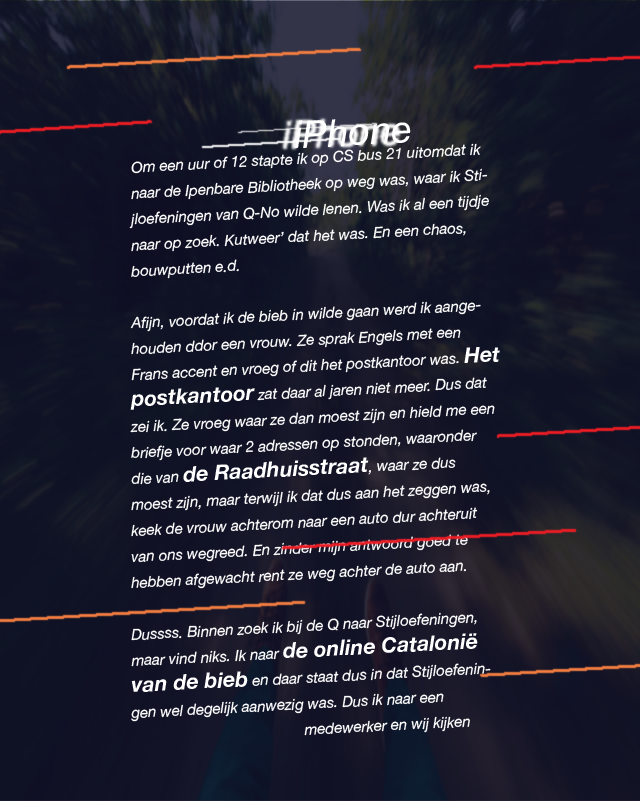 iPhone
Om een uur of 12 stapte ik op CS bus 21 uitomdat ik
naar de Ipenbare Bibliotheek op weg was, waar ik Sti-
jloefeningen van Q-No wilde lenen. Was ik al een tijdje
naar op zoek. Kutweer’ dat het was. En een chaos,
bouwputten e.d.
Afijn, voordat ik de bieb in wilde gaan werd ik aange-
houden ddor een vrouw. Ze sprak Engels met een
Frans accent en vroeg of dit het postkantoor was. Het
postkantoor zat daar al jaren niet meer. Dus dat
zei ik. Ze vroeg waar ze dan moest zijn en hield me een
briefje voor waar 2 adressen op stonden, waaronder
die van de Raadhuisstraat, waar ze dus
moest zijn, maar terwijl ik dat dus aan het zeggen was,
keek de vrouw achterom naar een auto dur achteruit
van ons wegreed. En zinder mijn antwoord goed te
hebben afgewacht rent ze weg achter de auto aan.
Dussss. Binnen zoek ik bij de Q naar Stijloefeningen,
maar vind niks. Ik naar de online Catalonië
van de bieb en daar staat dus in dat Stijloefenin-
gen wel degelijk aanwezig was. Dus ik naar een
medewerker en wij kijken